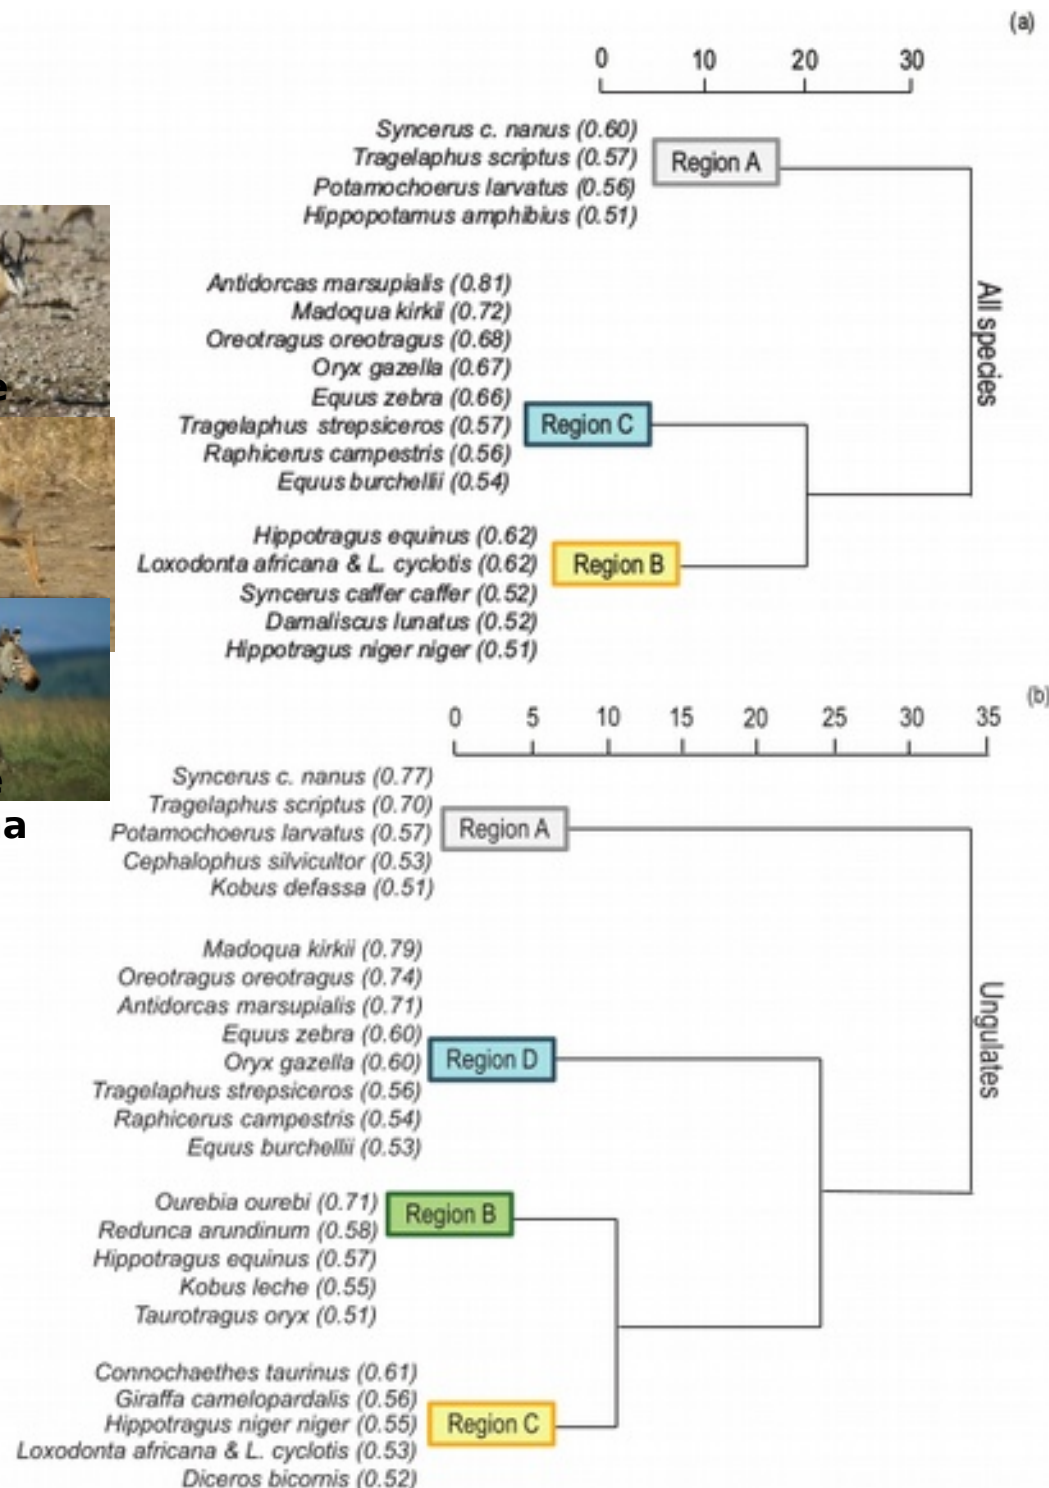 (a)
0 10 20 30
Syncerus c. nanus (0.60)
Tragelaphus scriptus (0.57)
Region A
Potamochoerus larvatus (0.56)
Hippopotamus amphibius (0.51)
Antidorcas marsupialis (0.81)
Madoqua kirkii (0.72)
Oreotragus oreotragus (0.68)
Oryx gazella (0.67)
Equus zebra (0.66)
Tragelaphus strepsiceros (0.57)
Region C
Raphicerus campestris (0.56)
Equus burchellii (0.54)
All species
Hippotragus equinus (0.62)
Loxodonta africana & L. cyclotis (0.62)
Region B
Syncerus caffer caffer (0.52)
Damaliscus lunatus (0.52)
Hippotragus niger niger (0.51)
(b)
0 5 10 15 20 25 30 35
Syncerus c. nanus (0.77)
Tragelaphus scriptus (0.70)
Potamochoerus larvatus (0.57)
Region A
Cephalophus silvicultor (0.53)
Kobus defassa (0.51)
a
Madoqua kirkii (0.79)
Oreotragus oreotragus (0.74)
Antidorcas marsupialis (0.71)
Equus zebra (0.60)
Oryx gazella (0.60)
Region D
Tragelaphus strepsiceros (0.56)
Raphicerus campestris (0.54)
Equus burchellii (0.53)
Ungulates
Ourebia ourebi (0.71)
Region B
Redunca arundinum (0.58)
Hippotragus equinus (0.57)
Kobus leche (0.55)
Taurotragus oryx (0.51)
Connochaethes taurinus (0.61)
Giraffa camelopardalis (0.56)
Hippotragus niger niger (0.55)
Region C
Loxodonta africana & L. cyclotis (0.53)
Diceros bicornis (0.52)